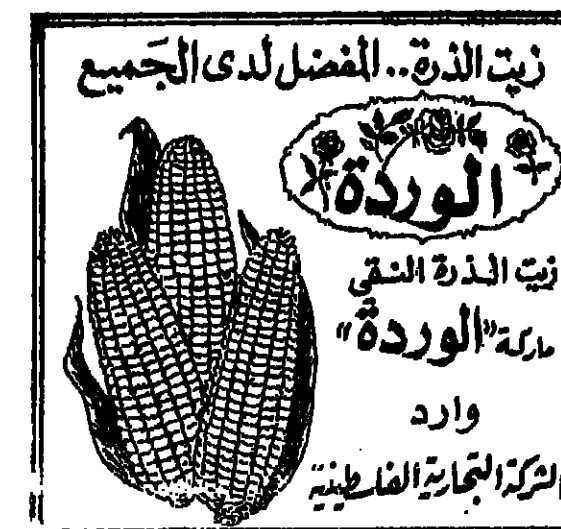 زيت الذرة.. المفضل لدى الجميع
الوردة
زيت الذرة النقي
ماركة "الوردة"
وارد
الشركة التجارية الفلسطينية